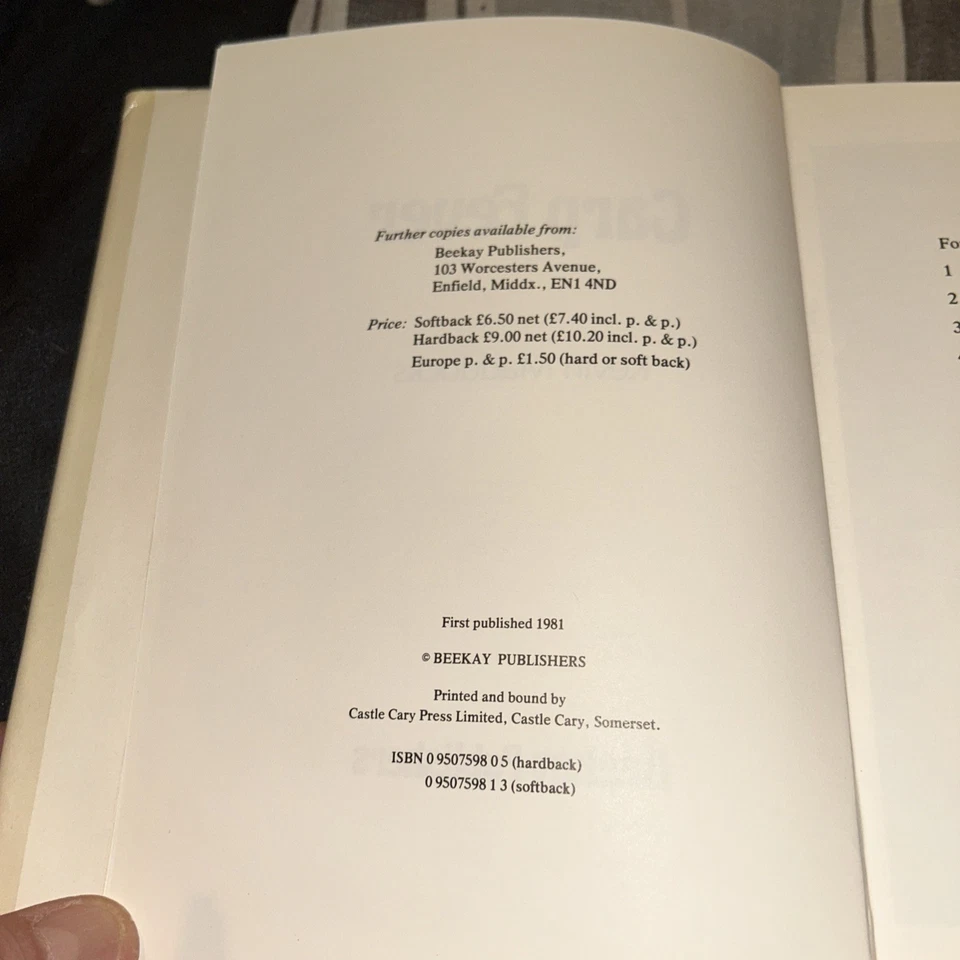 Further copies available from:
Beekay Publishers,
103 Worcesters Avenue,
Enfield, Middx., EN1 4ND
Price: Softback £6.50 net (£7.40 incl. p. & p.)
Hardback £9.00 net (£10.20 incl. p. & p.)
Europe p. & p. £1.50 (hard or soft back)
First published 1981
© BEEKAY PUBLISHERS
Printed and bound by
Castle Cary Press Limited, Castle Cary, Somerset.
ISBN 0 9507598 0 5 (hardback)
0 9507598 1 3 (softback)
1
2
3